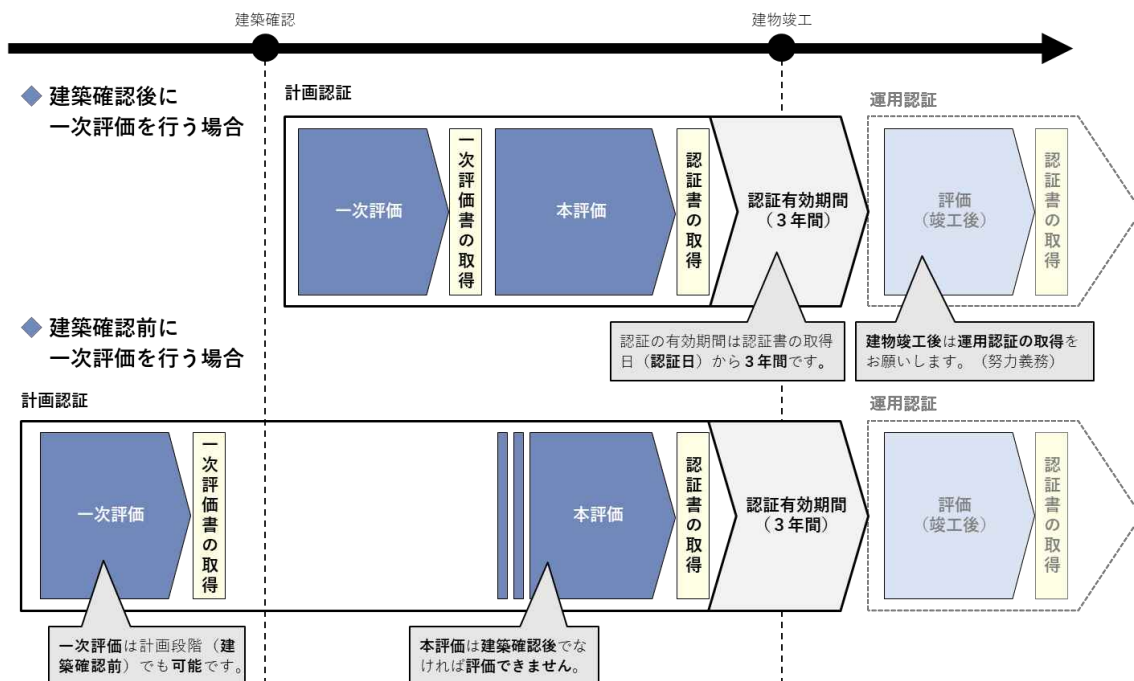 建築確認
建物竣工
◆ 建築確認後に
一次評価を行う場合
計画認証
一次評価
一次評価書の取得
本評価
認証書の取得
認証有効期間
（３年間）
運用認証
評価
（竣工後）
認証書の取得
認証の有効期間は認証書の取得
日（認証日）から３年間です。
建物竣工後は運用認証の取得を
お願いします。（努力義務）
◆ 建築確認前に
一次評価を行う場合
計画認証
一次評価
一次評価書の取得
本評価
認証書の取得
認証有効期間
（３年間）
運用認証
評価
（竣工後）
認証書の取得
一次評価は計画段階（建
築確認前）でも可能です。
本評価は建築確認後でな
ければ評価できません。